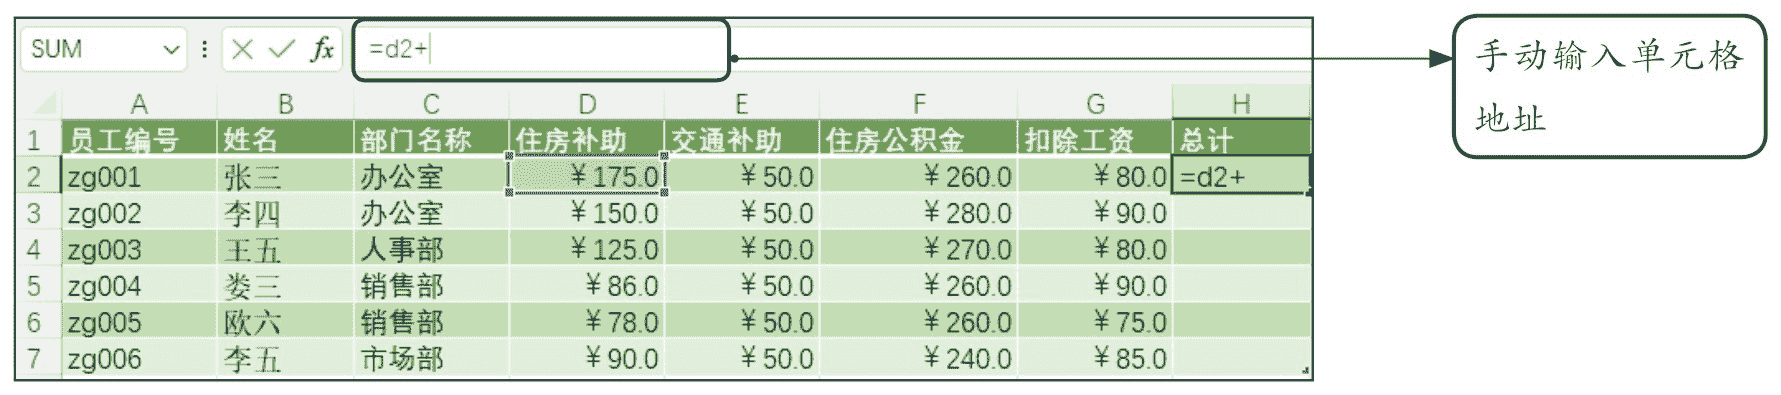 SUM =d2+
手动输入单元格
地址
A B C D E F G H
1 员工编号 姓名 部门名称 住房补助 交通补助 住房公积金 扣除工资 总计
2 zg001 张三 办公室 ¥175.0 ¥50.0 ¥260.0 ¥80.0 =d2+
3 zg002 李四 办公室 ¥150.0 ¥50.0 ¥280.0 ¥90.0
4 zg003 王五 人事部 ¥125.0 ¥50.0 ¥270.0 ¥80.0
5 zg004 娄三 销售部 ¥86.0 ¥50.0 ¥260.0 ¥90.0
6 zg005 欧六 销售部 ¥78.0 ¥50.0 ¥260.0 ¥75.0
7 zg006 李五 市场部 ¥90.0 ¥50.0 ¥240.0 ¥85.0